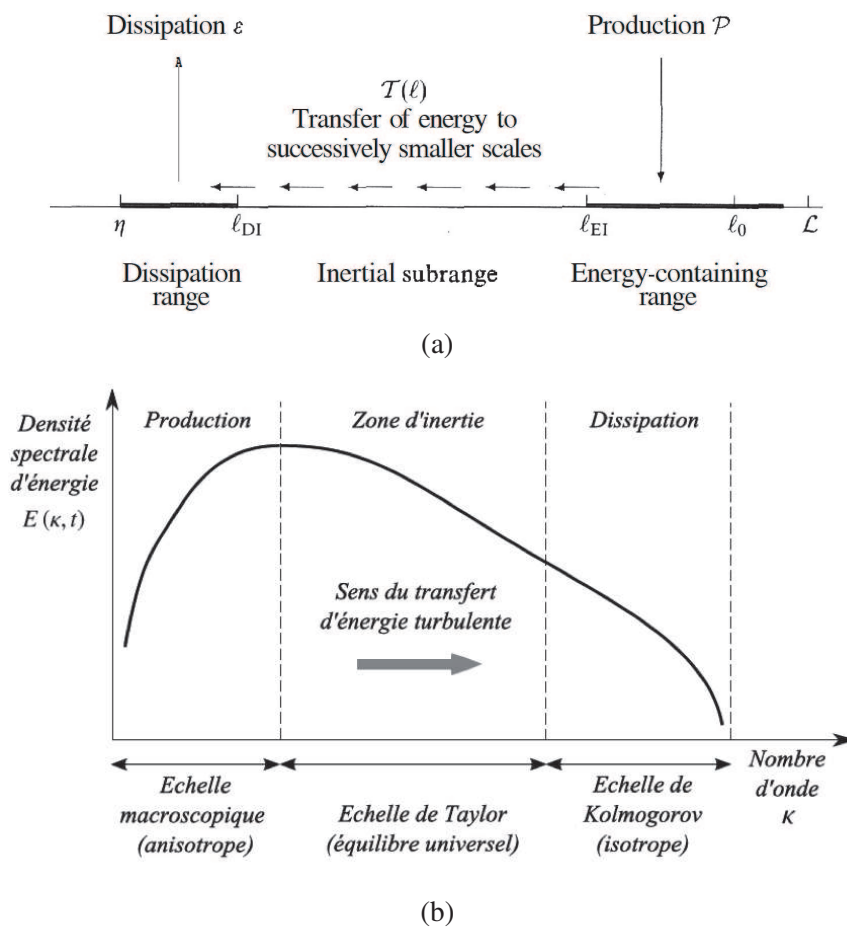 Dissipation ε
Production 𝒫
𝒯(ℓ)
Transfer of energy to
successively smaller scales
η
ℓDI
ℓEI
ℓ0
ℒ
Dissipation
range
Inertial subrange
Energy-containing
range
(a)
Densité
spectrale
d'énergie
E (κ, t)
Production
Zone d'inertie
Dissipation
Sens du transfert
d'énergie turbulente
Echelle
macroscopique
(anisotrope)
Echelle de Taylor
(équilibre universel)
Echelle de
Kolmogorov
(isotrope)
Nombre
d'onde
κ
(b)